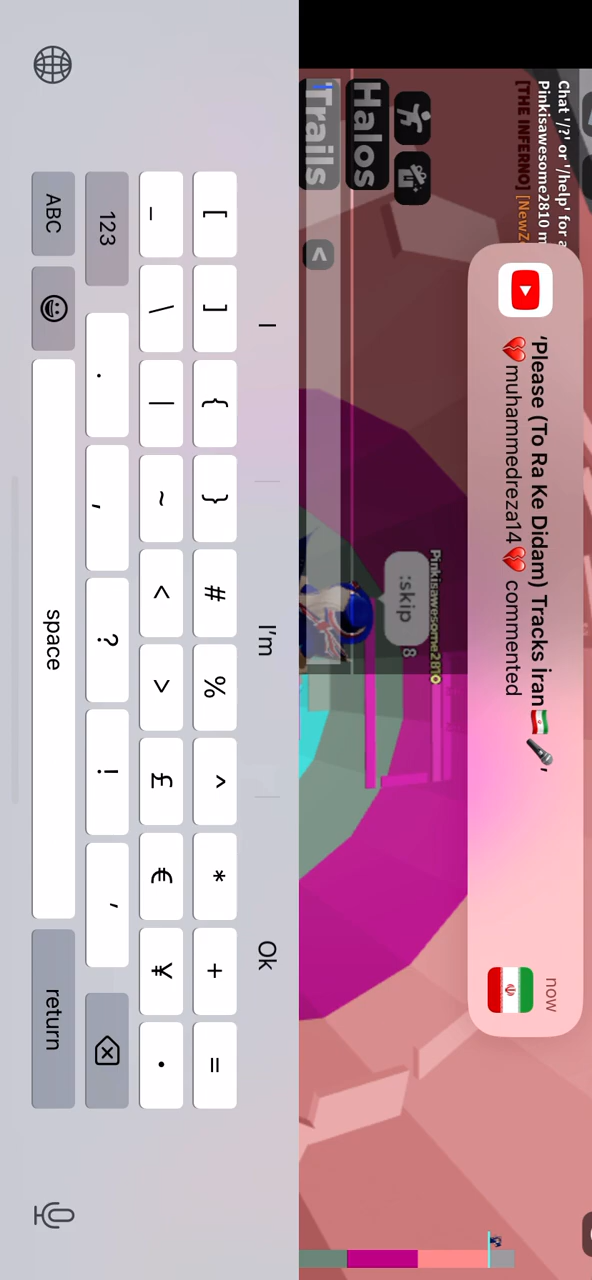 Chat '/?' or '/help' for a
Pinkisawesome2810 m
[THE INFERNO] [NewZ
'Please (To Ra Ke Didam) Tracks iran🇮🇷🎤'
💔muhammedreza14💔 commented
now
Halos
Trails
<
Pinkisawesome2810
:skip
8
I
I'm
Ok
[ ] { } # % ^ * + =
_ \ | ~ < > £ € ¥ •
123 . , ? ! '
ABC space return